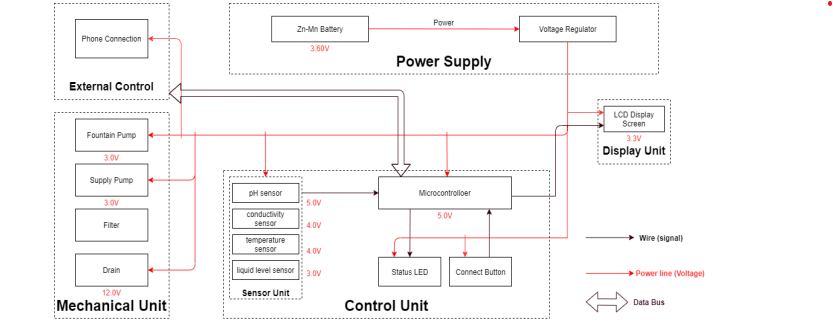 Phone Connection
External Control
Zn-Mn Battery
3.60V
Power
Voltage Regulator
Power Supply
LCD Display
Screen
3.3V
Display Unit
Fountain Pump
3.0V
Supply Pump
3.0V
Filter
Drain
12.0V
Mechanical Unit
pH sensor
5.0V
conductivity
sensor
4.0V
temperature
sensor
4.0V
liquid level sensor
3.0V
Sensor Unit
Microcontrolloer
5.0V
Status LED
Connect Button
Control Unit
Wire (signal)
Power line (Voltage)
Data Bus